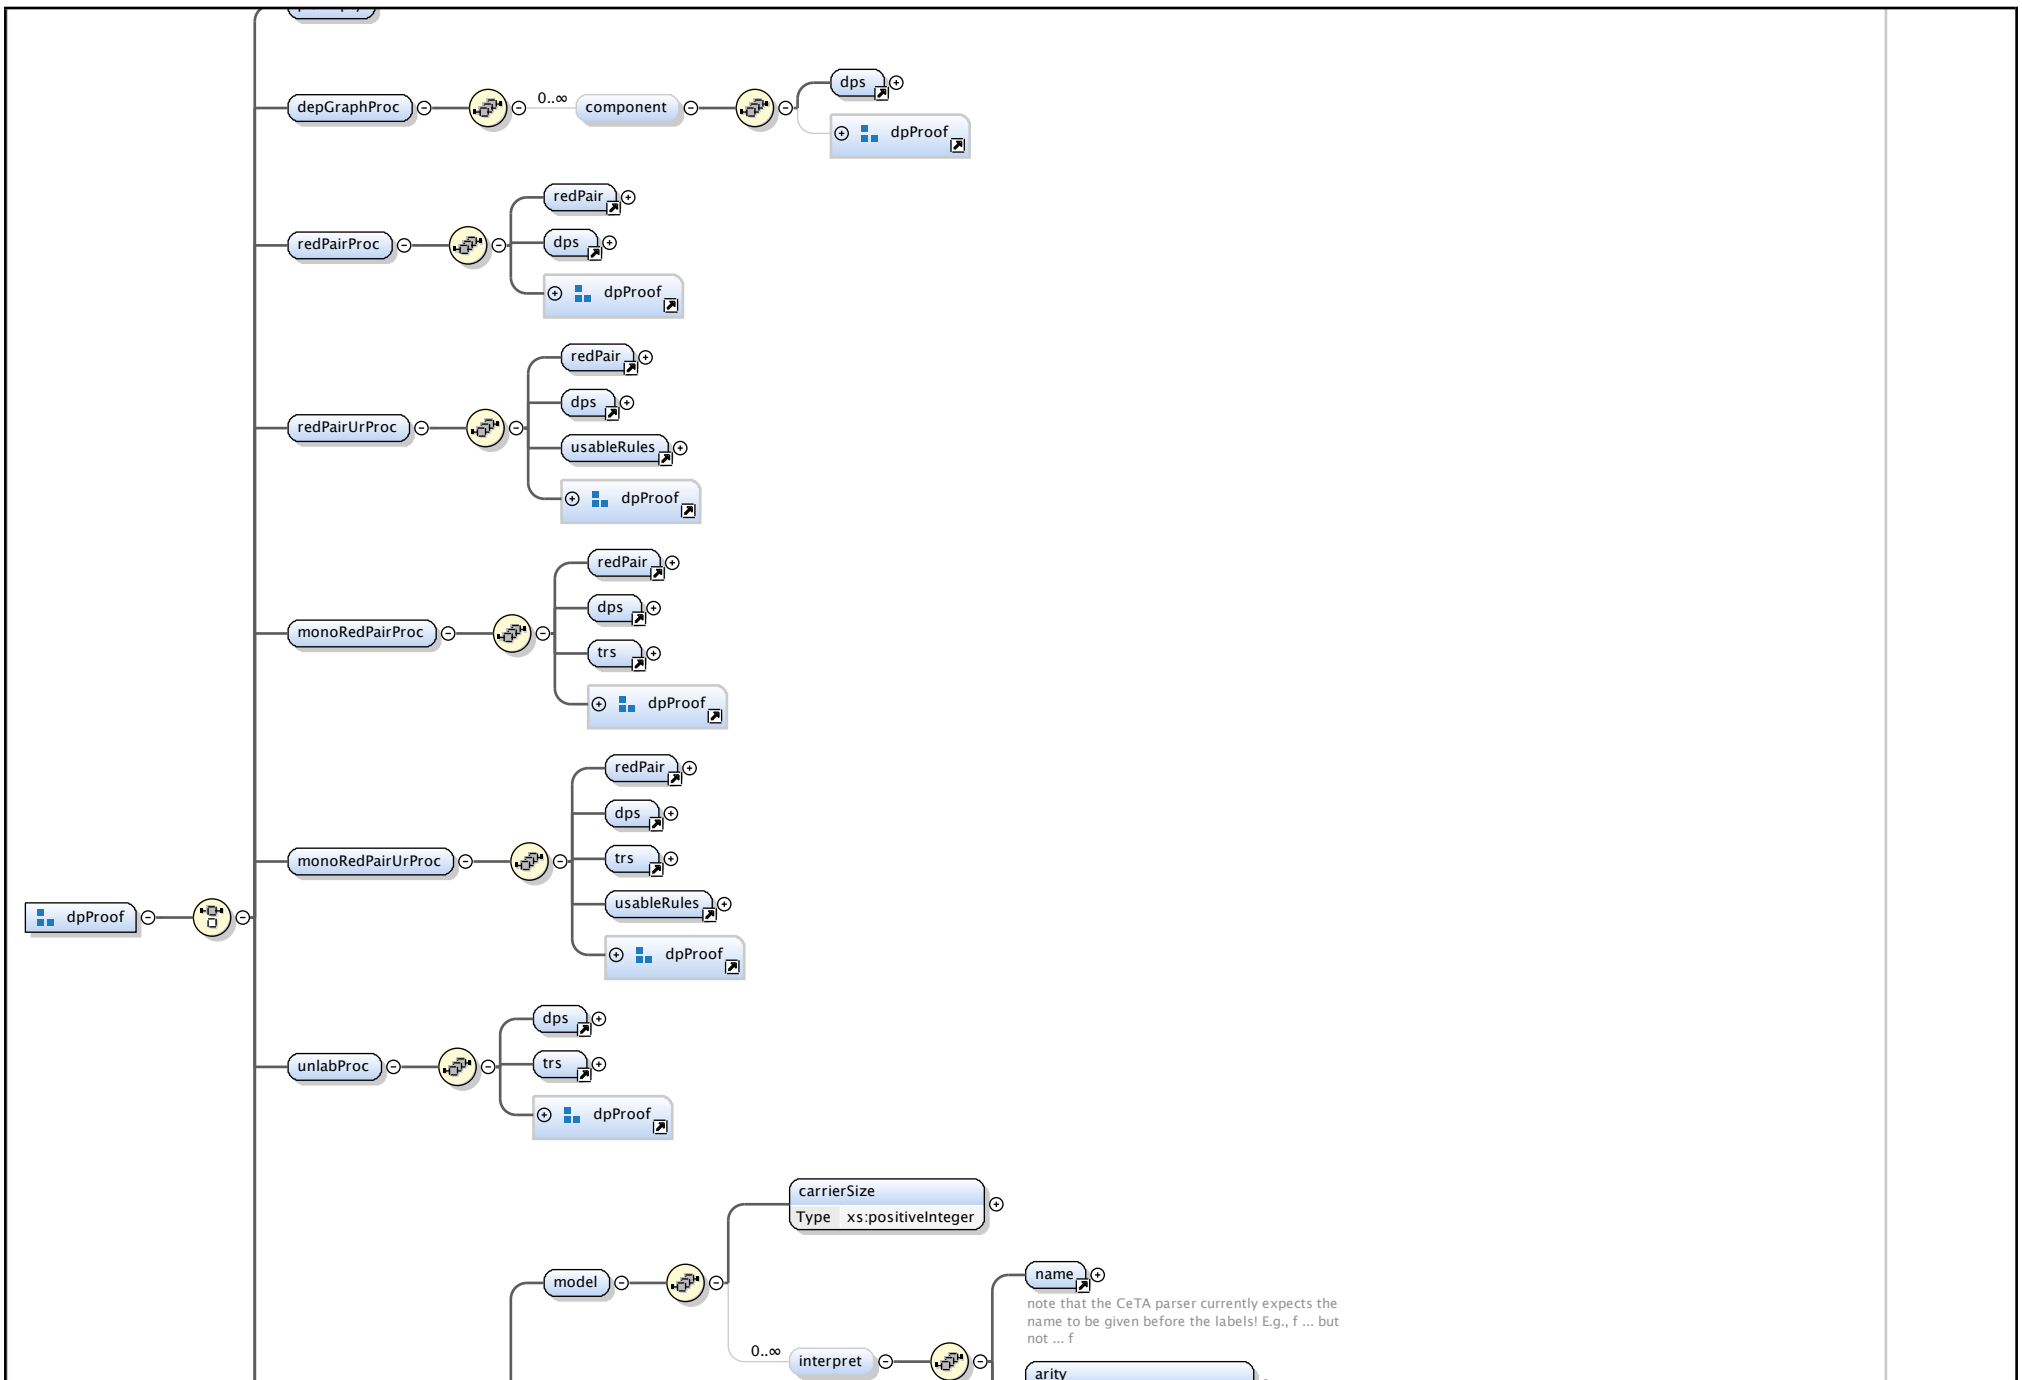 depGraphProc
0..∞
component
dps
dpProof
redPairProc
redPair
dps
dpProof
redPairUrProc
redPair
dps
usableRules
dpProof
monoRedPairProc
redPair
dps
trs
dpProof
monoRedPairUrProc
redPair
dps
trs
usableRules
dpProof
dpProof
unlabProc
dps
trs
dpProof
carrierSize
Type xs:positiveInteger
model
name
note that the CeTA parser currently expects the
name to be given before the labels! E.g., f ... but
not ... f
0..∞
interpret
arity